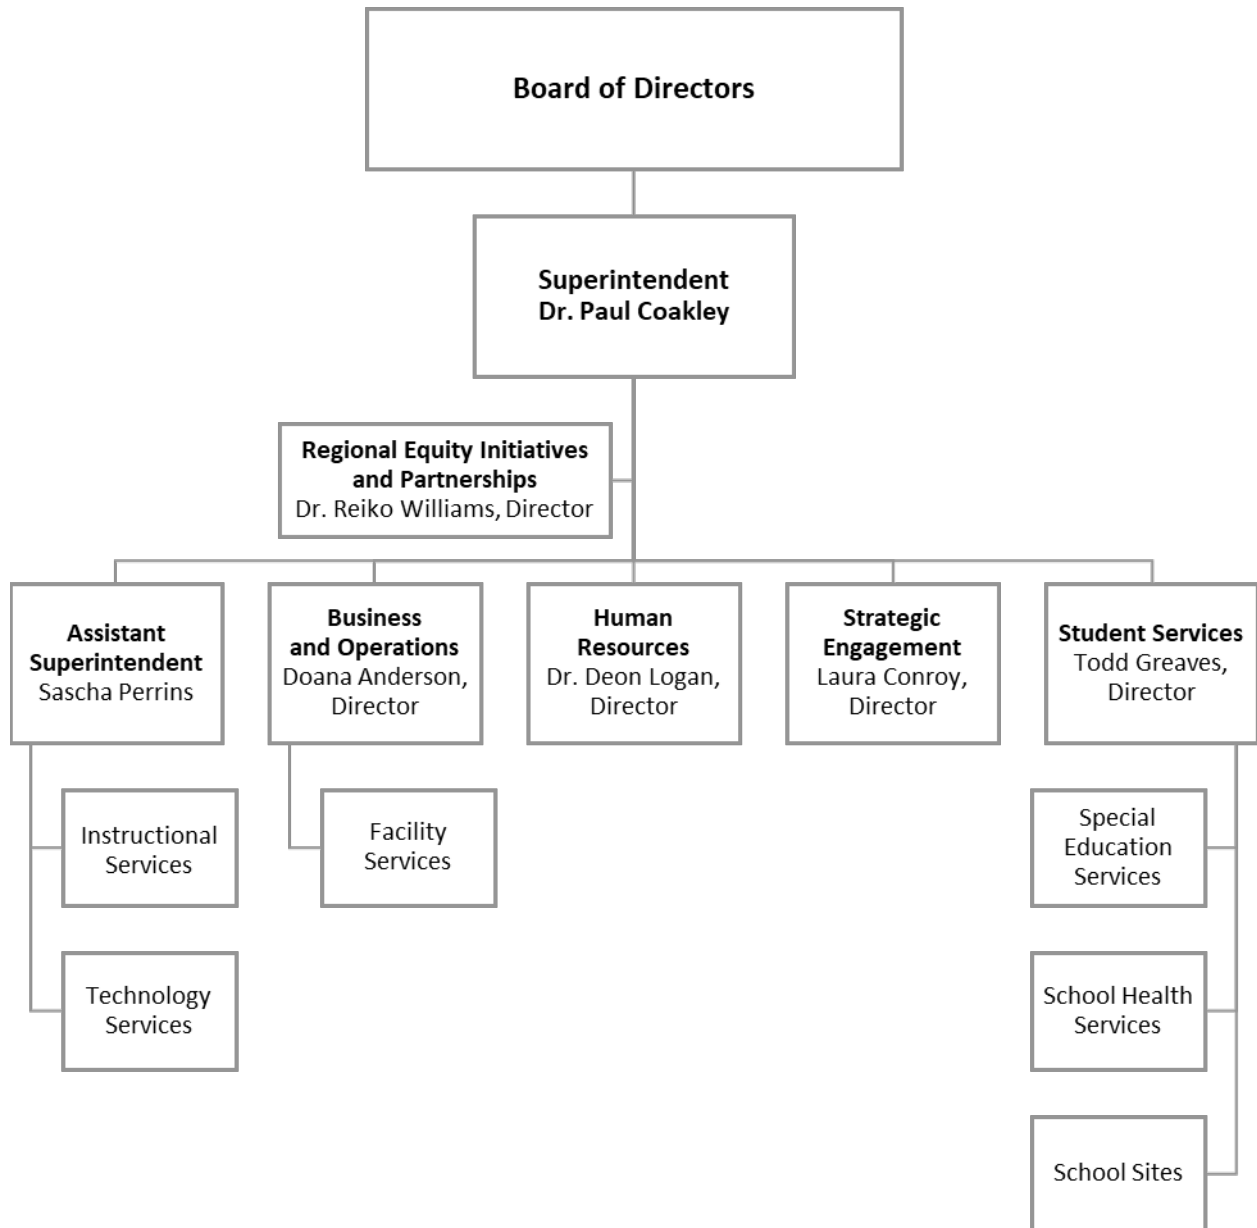 Board of Directors
Superintendent
Dr. Paul Coakley
Regional Equity Initiatives
and Partnerships
Dr. Reiko Williams, Director
Assistant
Superintendent
Sascha Perrins
Business
and Operations
Doana Anderson,
Director
Human
Resources
Dr. Deon Logan,
Director
Strategic
Engagement
Laura Conroy,
Director
Student Services
Todd Greaves,
Director
Instructional
Services
Technology
Services
Facility
Services
Special
Education
Services
School Health
Services
School Sites